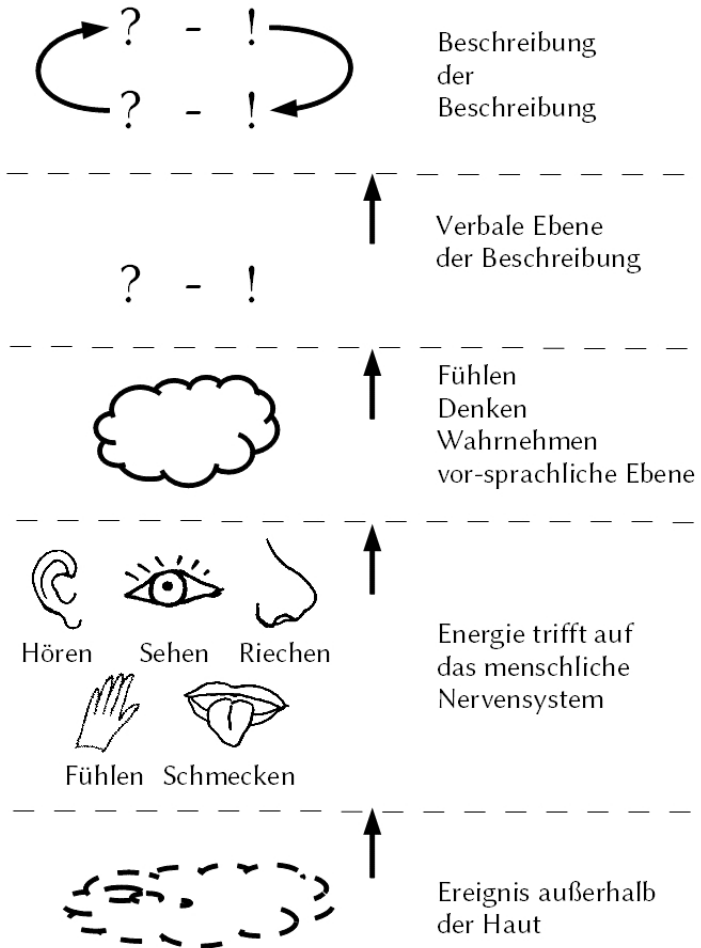 ? - !
? - !
Beschreibung
der
Beschreibung
Verbale Ebene
der Beschreibung
? - !
Fühlen
Denken
Wahrnehmen
vor-sprachliche Ebene
Hören Sehen Riechen
Fühlen Schmecken
Energie trifft auf
das menschliche
Nervensystem
Ereignis außerhalb
der Haut